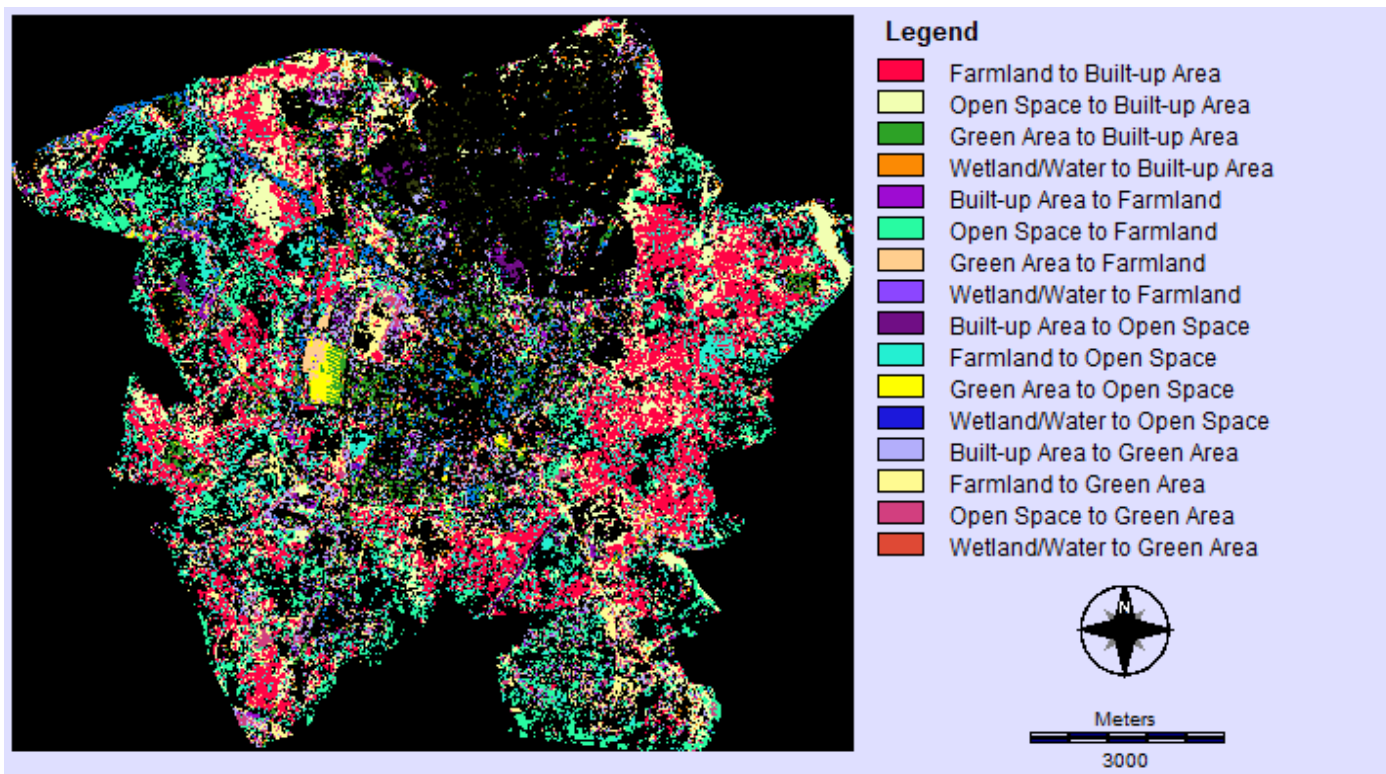 Legend
Farmland to Built-up Area
Open Space to Built-up Area
Green Area to Built-up Area
Wetland/Water to Built-up Area
Built-up Area to Farmland
Open Space to Farmland
Green Area to Farmland
Wetland/Water to Farmland
Built-up Area to Open Space
Farmland to Open Space
Green Area to Open Space
Wetland/Water to Open Space
Built-up Area to Green Area
Farmland to Green Area
Open Space to Green Area
Wetland/Water to Green Area
N
Meters
3000